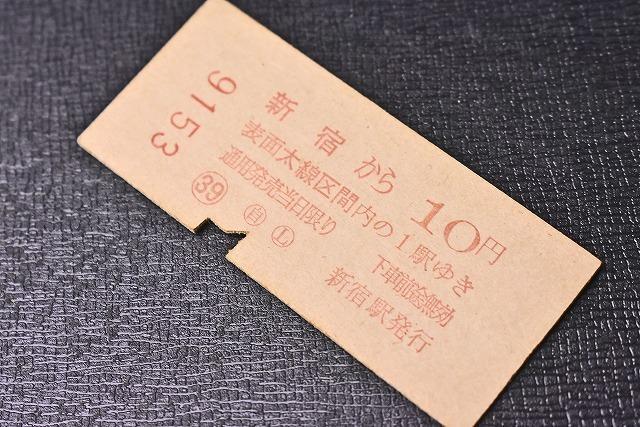 新宿から 10円
表面太線区間内の1駅ゆき
通用発売当日限り
下車前途無効
㊴ 自 L
新宿駅発行
9153